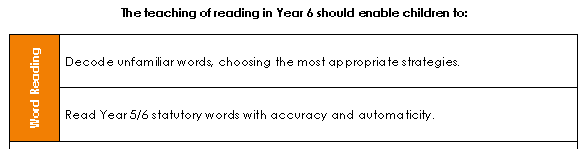 The teaching of reading in Year 6 should enable children to:
Word Reading
Decode unfamiliar words, choosing the most appropriate strategies.
Read Year 5/6 statutory words with accuracy and automaticity.